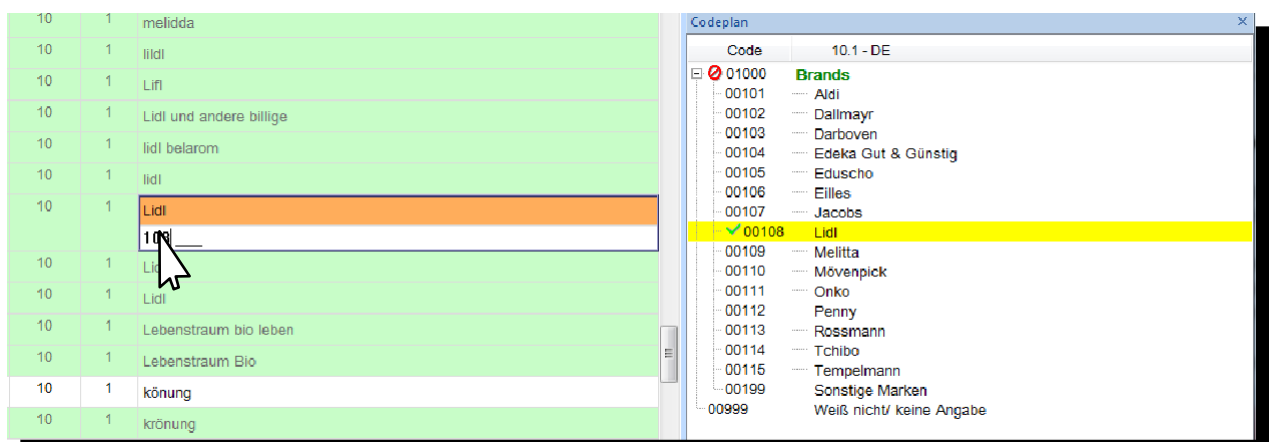 10 1 melidda
10 1 lildl
10 1 Lifl
10 1 Lidl und andere billige
10 1 lidl belarom
10 1 lidl
10 1 Lidl
108
10 1
10 1 Lidl
10 1 Lebenstraum bio leben
10 1 Lebenstraum Bio
10 1 könung
10 1 krönung
Codeplan
Code 10.1 - DE
01000 Brands
00101 Aldi
00102 Dallmayr
00103 Darboven
00104 Edeka Gut & Günstig
00105 Eduscho
00106 Eilles
00107 Jacobs
00108 Lidl
00109 Melitta
00110 Mövenpick
00111 Onko
00112 Penny
00113 Rossmann
00114 Tchibo
00115 Tempelmann
00199 Sonstige Marken
00999 Weiß nicht/ keine Angabe